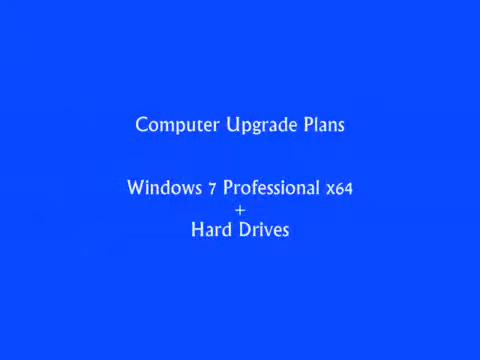 Computer Upgrade Plans
Windows 7 Professional x64
+
Hard Drives